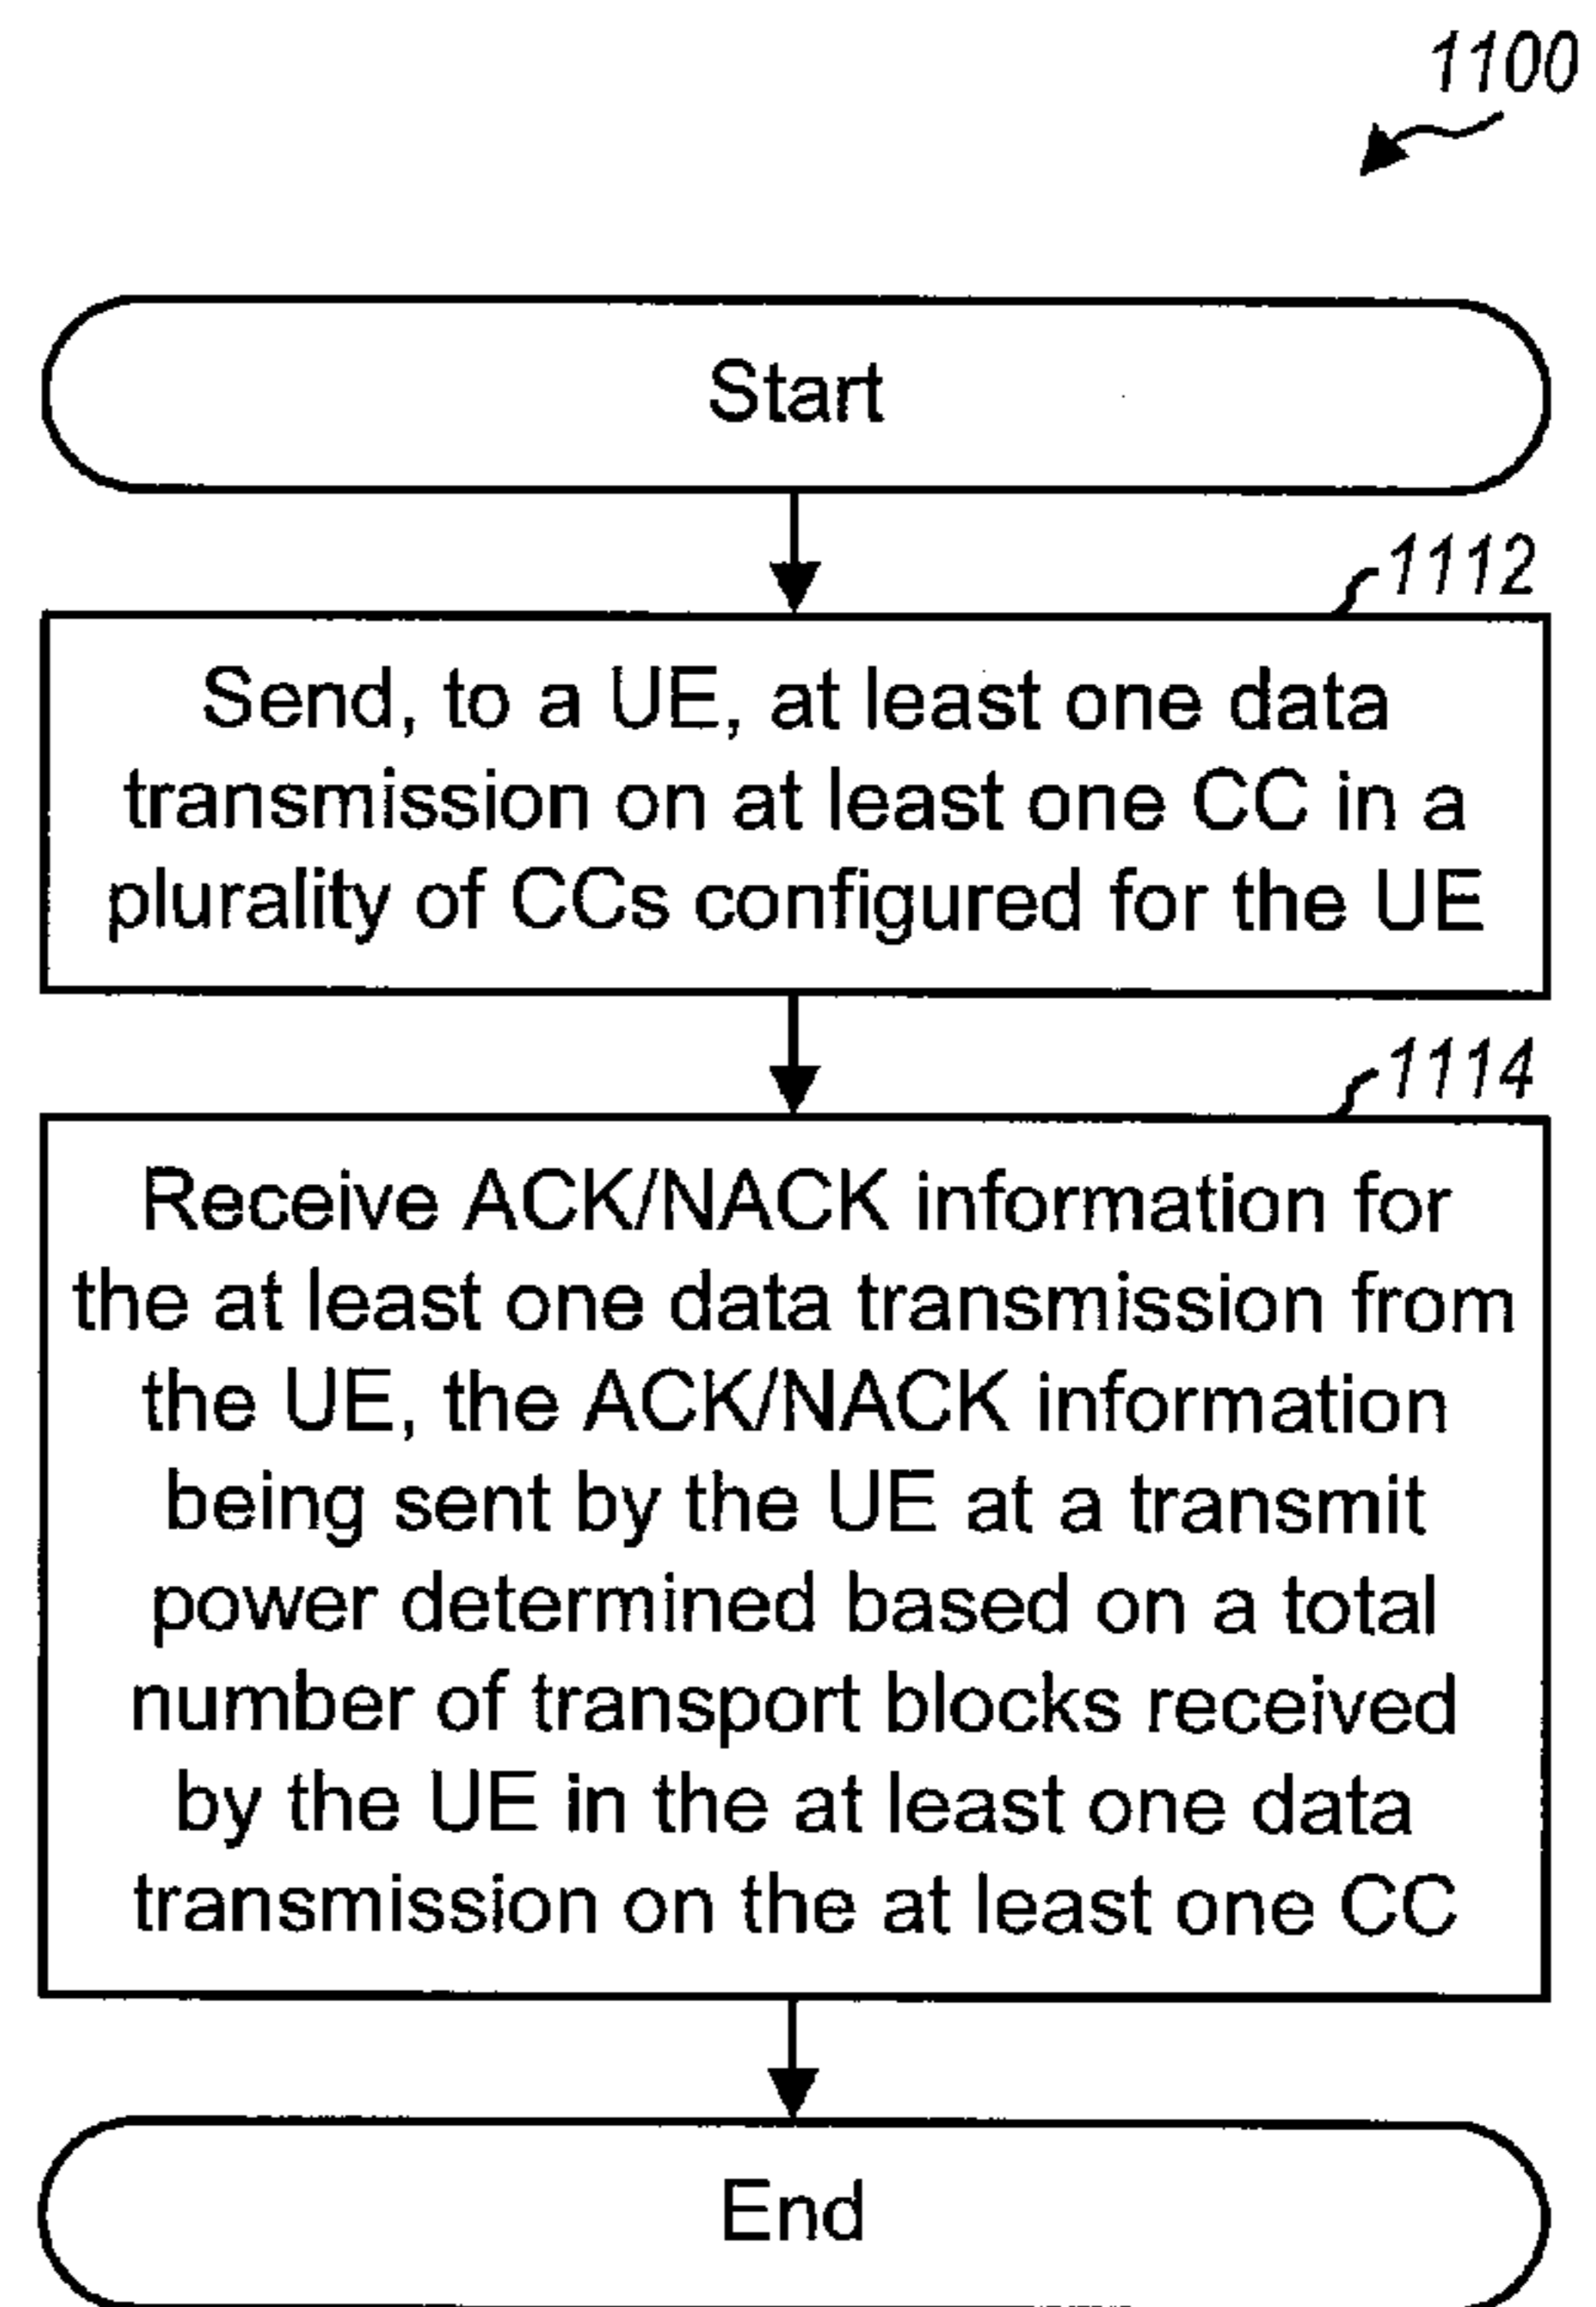 1100
Start
1112
Send, to a UE, at least one data
transmission on at least one CC in a
plurality of CCs configured for the UE
1114
Receive ACK/NACK information for
the at least one data transmission from
the UE, the ACK/NACK information
being sent by the UE at a transmit
power determined based on a total
number of transport blocks received
by the UE in the at least one data
transmission on the at least one CC
End